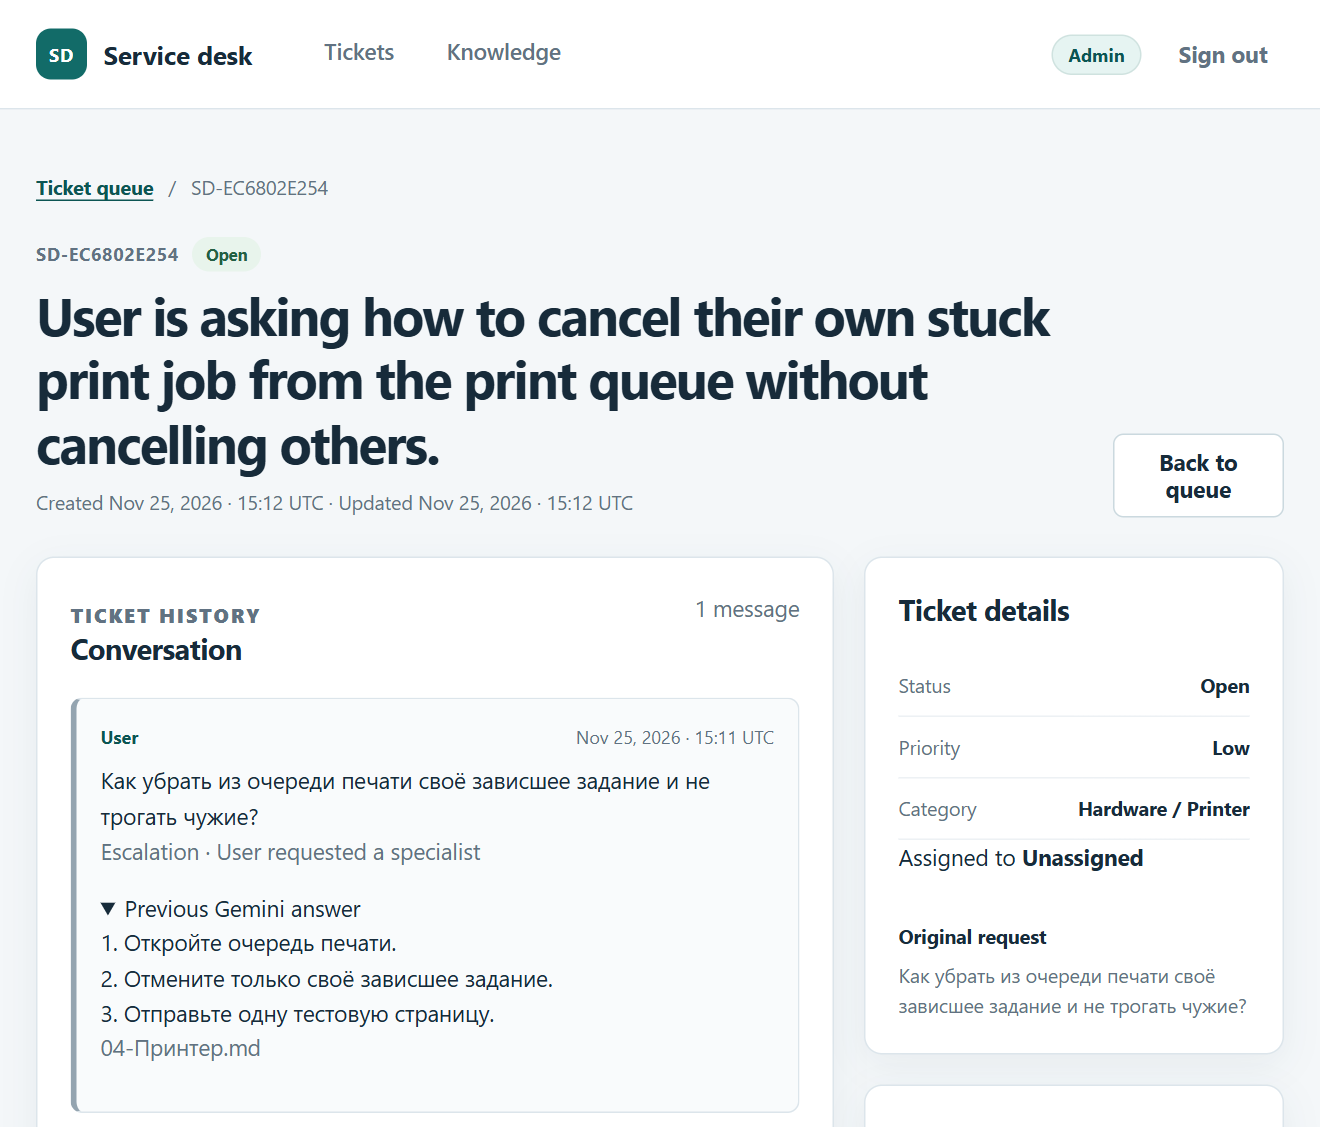 SD
Service desk
Tickets
Knowledge
Admin
Sign out
Ticket queue / SD-EC6802E254
SD-EC6802E254
Open
User is asking how to cancel their own stuck
print job from the print queue without
cancelling others.
Created Nov 25, 2026 · 15:12 UTC · Updated Nov 25, 2026 · 15:12 UTC
Back to
queue
TICKET HISTORY
Conversation
1 message
User
Nov 25, 2026 · 15:11 UTC
Как убрать из очереди печати своё зависшее задание и не
трогать чужие?
Escalation · User requested a specialist
▼ Previous Gemini answer
1. Откройте очередь печати.
2. Отмените только своё зависшее задание.
3. Отправьте одну тестовую страницу.
04-Принтер.md
Ticket details
Status
Open
Priority
Low
Category
Hardware / Printer
Assigned to Unassigned
Original request
Как убрать из очереди печати своё
зависшее задание и не трогать чужие?